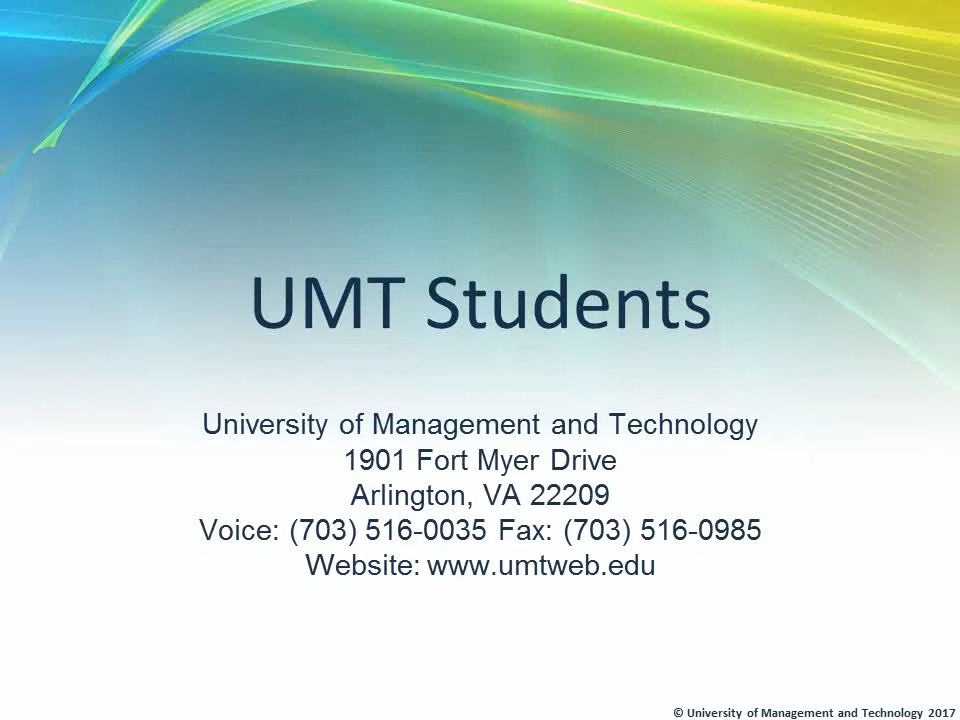 UMT Students
University of Management and Technology
1901 Fort Myer Drive
Arlington, VA 22209
Voice: (703) 516-0035 Fax: (703) 516-0985
Website: www.umtweb.edu
© University of Management and Technology 2017